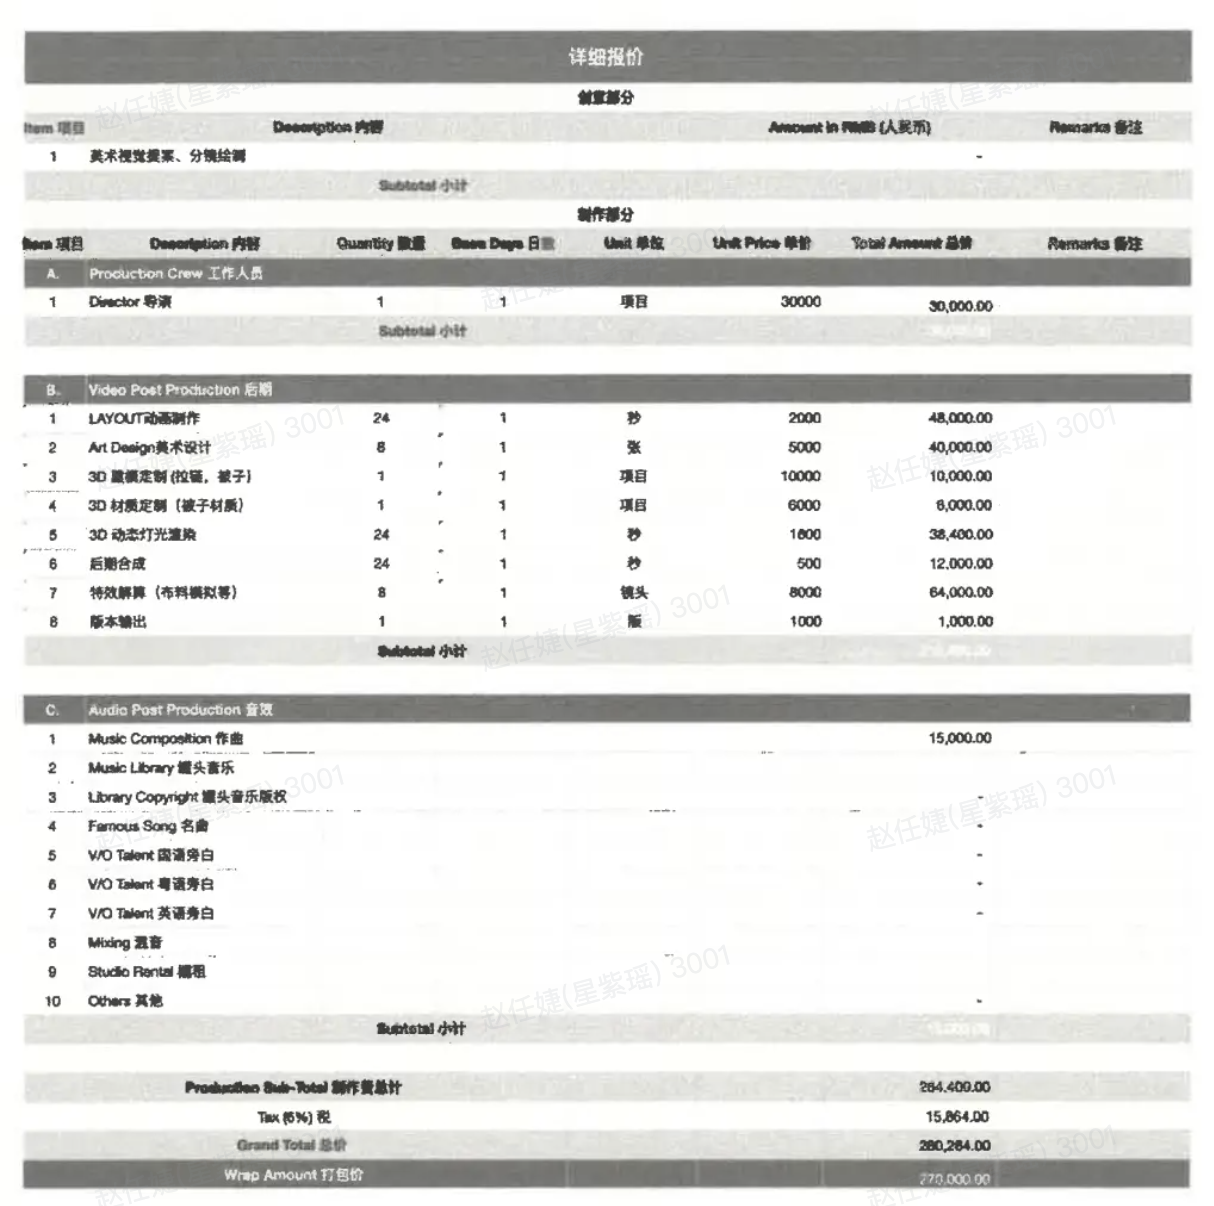 详细报价
创意部分
Item 项目 Description 内容 Amount in RMB (人民币) Remarks 备注
1 美术视觉提案、分镜绘制 -
Subtotal 小计
制作部分
Item 项目 Description 内容 Quantity 数量 Base Days 日数 Unit 单位 Unit Price 单价 Total Amount 总价 Remarks 备注
A. Production Crew 工作人员
1 Director 导演 1 1 项目 30000 30,000.00
Subtotal 小计
B. Video Post Production 后期
1 LAYOUT动画制作 24 1 秒 2000 48,000.00
2 Art Design美术设计 8 1 张 5000 40,000.00
3 3D 建模定制 (拉链，被子) 1 1 项目 10000 10,000.00
4 3D 材质定制（被子材质） 1 1 项目 6000 6,000.00
5 3D 动态灯光渲染 24 1 秒 1600 38,400.00
6 后期合成 24 1 秒 500 12,000.00
7 特效解算（布料模拟等） 8 1 镜头 8000 64,000.00
8 版本输出 1 1 版 1000 1,000.00
Subtotal 小计
C. Audio Post Production 音效
1 Music Composition 作曲 15,000.00
2 Music Library 罐头音乐
3 Library Copyright 罐头音乐版权 -
4 Famous Song 名曲 -
5 V/O Talent 国语旁白 -
6 V/O Talent 粤语旁白 -
7 V/O Talent 英语旁白 -
8 Mixing 混音
9 Studio Rental 棚租
10 Others 其他 -
Subtotal 小计 15,000.00
Production Sub-Total 制作费总计 264,400.00
Tax (6%) 税 15,864.00
Grand Total 总价 280,264.00
Wrap Amount 打包价 270,000.00
赵任婕(星紫瑶) 3001